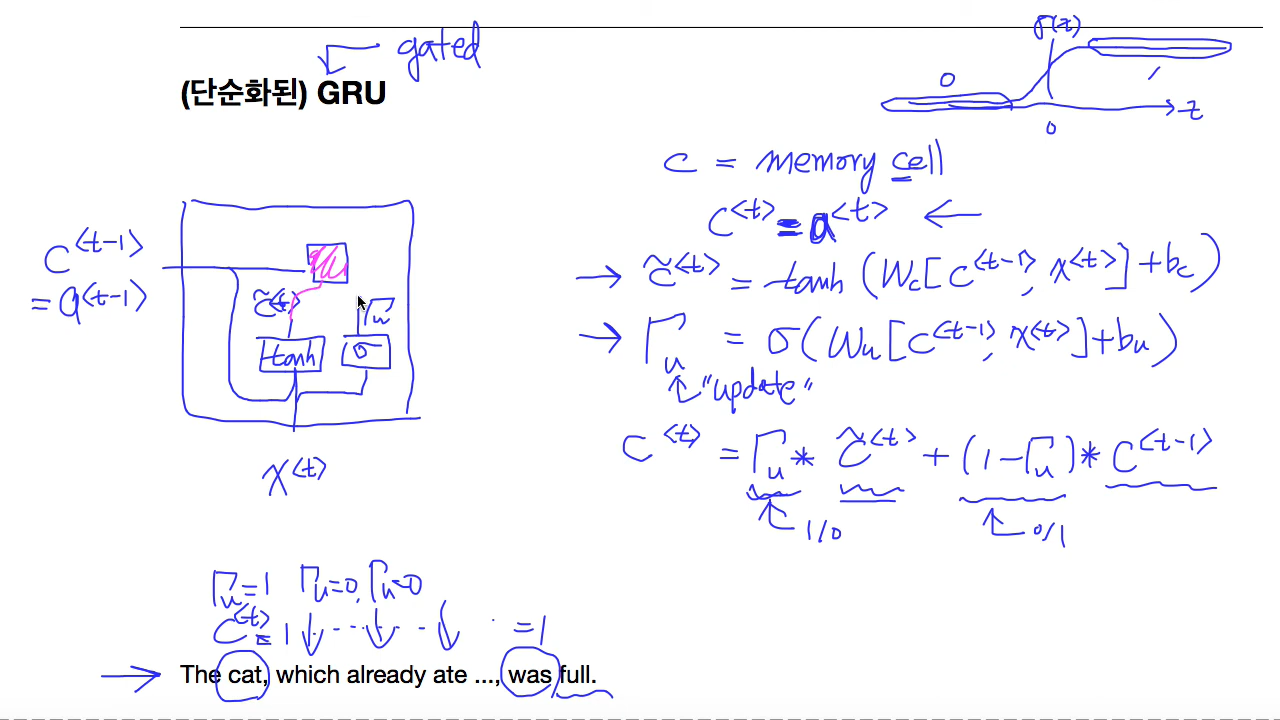 gated
(단순화된) GRU
σ(z)
0 1
z
0
c = memory cell
c<t> = a<t> ←
→ c̃<t> = tanh (Wc[c<t-1>, x<t>] + bc)
→ Γu = σ(Wu[c<t-1>, x<t>] + bu)
↑ "update"
c<t> = Γu * c̃<t> + (1-Γu) * c<t-1>
1/0 0/1
c<t-1>
= a<t-1>
c̃<t> Γu
tanh σ
x<t>
Γu=1 Γu=0, Γu=0
c<t> = 1 ↓ - ··· ↓ ·· - ↓ · =1
→ The cat, which already ate ..., was full.